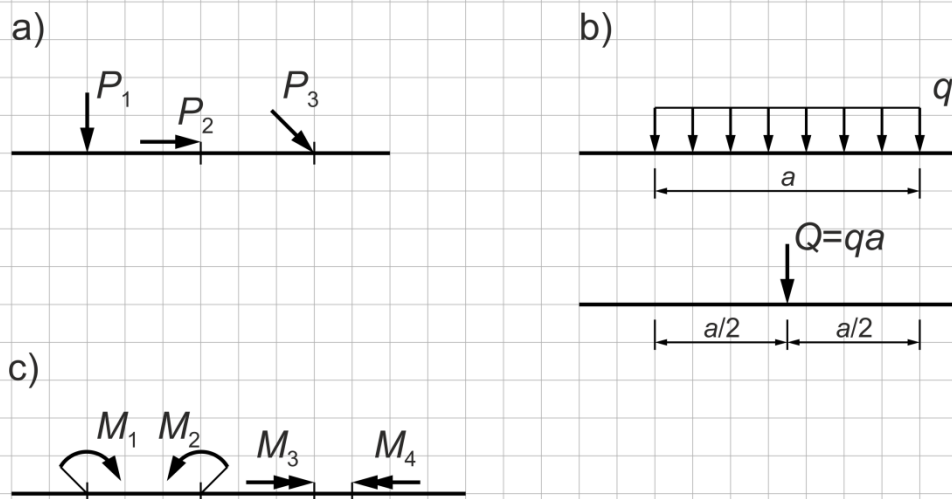 a)
P₁
P₂
P₃
b)
q
a
Q=qa
a/2
a/2
c)
M₁
M₂
M₃
M₄